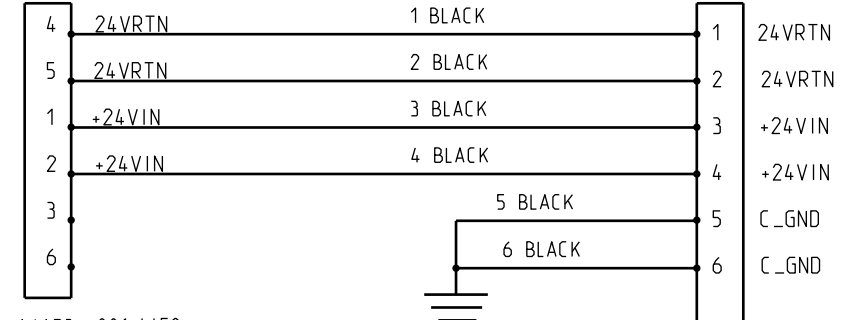 4 24VRTN 1 BLACK 1 24VRTN
5 24VRTN 2 BLACK 2 24VRTN
1 +24VIN 3 BLACK 3 +24VIN
2 +24VIN 4 BLACK 4 +24VIN
3 5 BLACK 5 C_GND
6 6 BLACK 6 C_GND